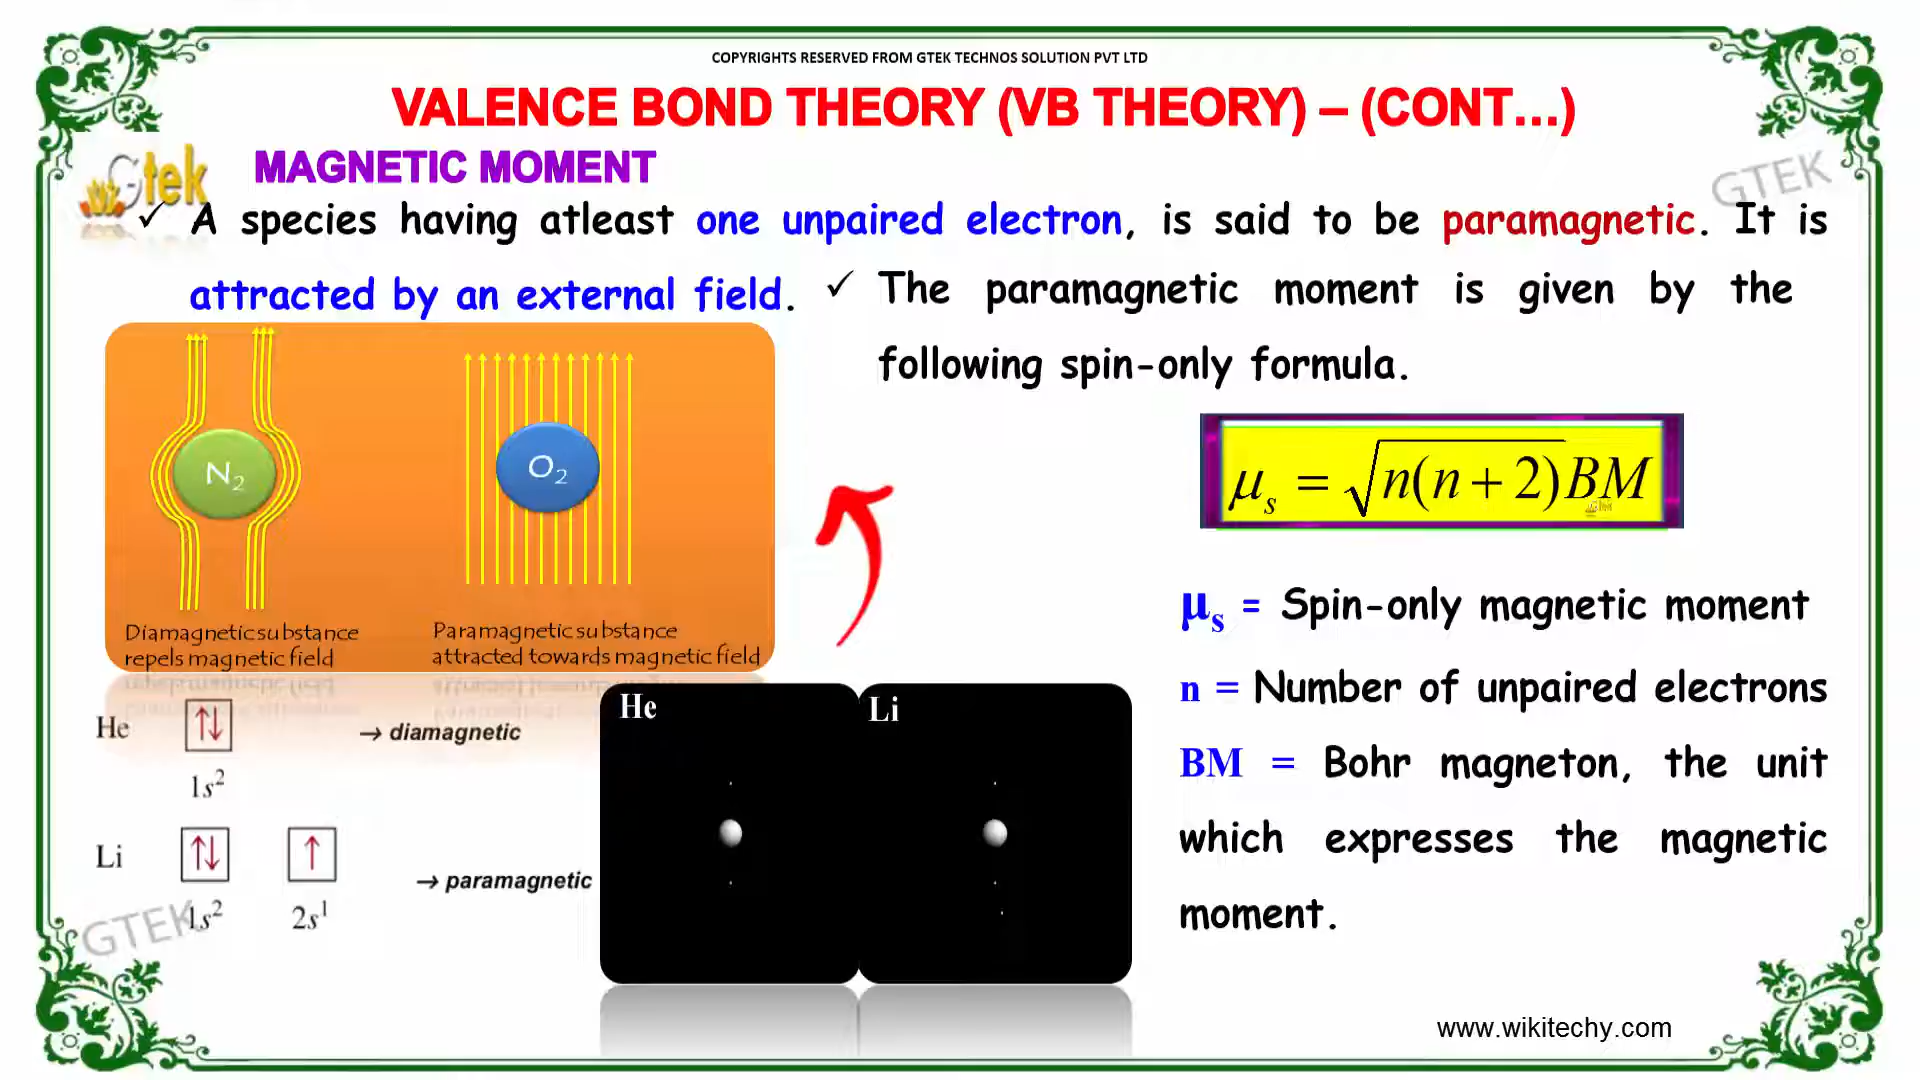 COPYRIGHTS RESERVED FROM GTEK TECHNOS SOLUTION PVT LTD
VALENCE BOND THEORY (VB THEORY) – (CONT...)
Gtek
MAGNETIC MOMENT
GTEK
✓ A species having atleast one unpaired electron, is said to be paramagnetic. It is
attracted by an external field.
✓ The paramagnetic moment is given by the
following spin-only formula.
N₂
O₂
Diamagnetic substance
repels magnetic field
Paramagnetic substance
attracted towards magnetic field
μₛ = √n(n+2)BM
μₛ = Spin-only magnetic moment
n = Number of unpaired electrons
BM = Bohr magneton, the unit
which expresses the magnetic
moment.
He ↑↓ → diamagnetic
1s²
Li ↑↓ ↑ → paramagnetic
1s² 2s¹
GTEK
He
Li
www.wikitechy.com